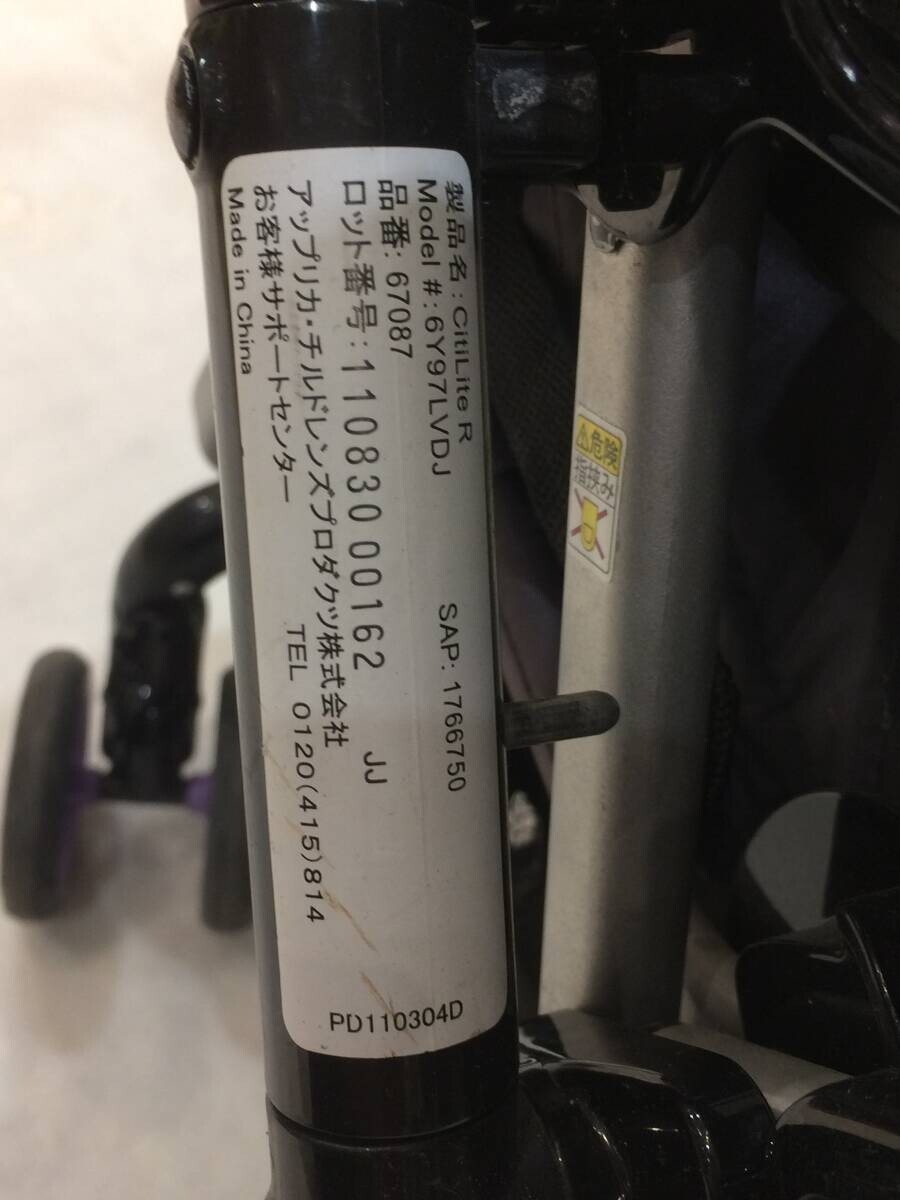 製品名:CitiLite R
Model #:6Y97LVDJ SAP: 1766750
品番: 67087
ロット番号: 110830 00162 JJ
アップリカ・チルドレンズプロダクツ株式会社
お客様サポートセンター TEL 0120(415)814
Made in China
PD110304D
危険
指挟み